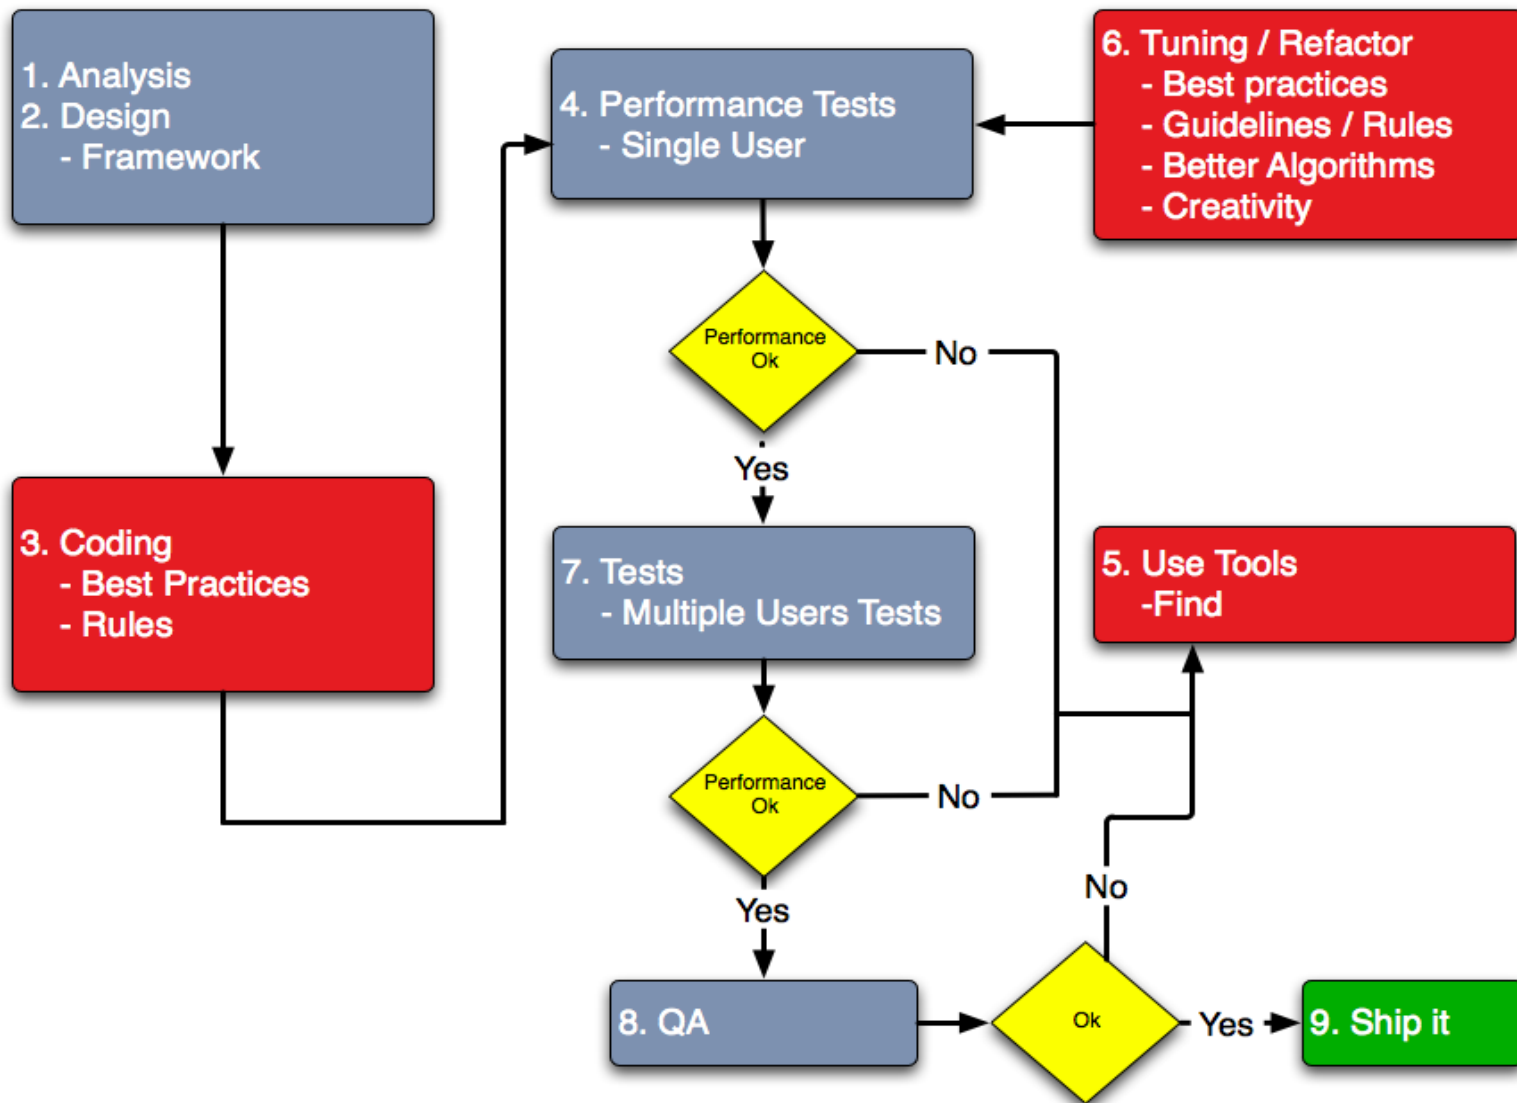 1. Analysis
2. Design
- Framework
3. Coding
- Best Practices
- Rules
4. Performance Tests
- Single User
Performance
Ok
No
Yes
6. Tuning / Refactor
- Best practices
- Guidelines / Rules
- Better Algorithms
- Creativity
5. Use Tools
-Find
7. Tests
- Multiple Users Tests
Performance
Ok
No
Yes
8. QA
Ok
No
Yes
9. Ship it